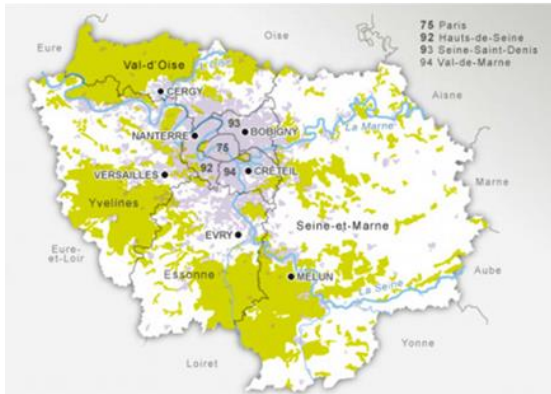 75 Paris
92 Hauts-de-Seine
93 Seine-Saint-Denis
94 Val-de-Marne
Eure
Oise
Val-d'Oise
CERGY
Aisne
93
NANTERRE
BOBIGNY
La Marne
75
92
94
CRÉTEIL
VERSAILLES
Marne
Yvelines
Seine-et-Marne
EVRY
Eure-
et-Loir
Essonne
MELUN
La Seine
Aube
Yonne
Loiret